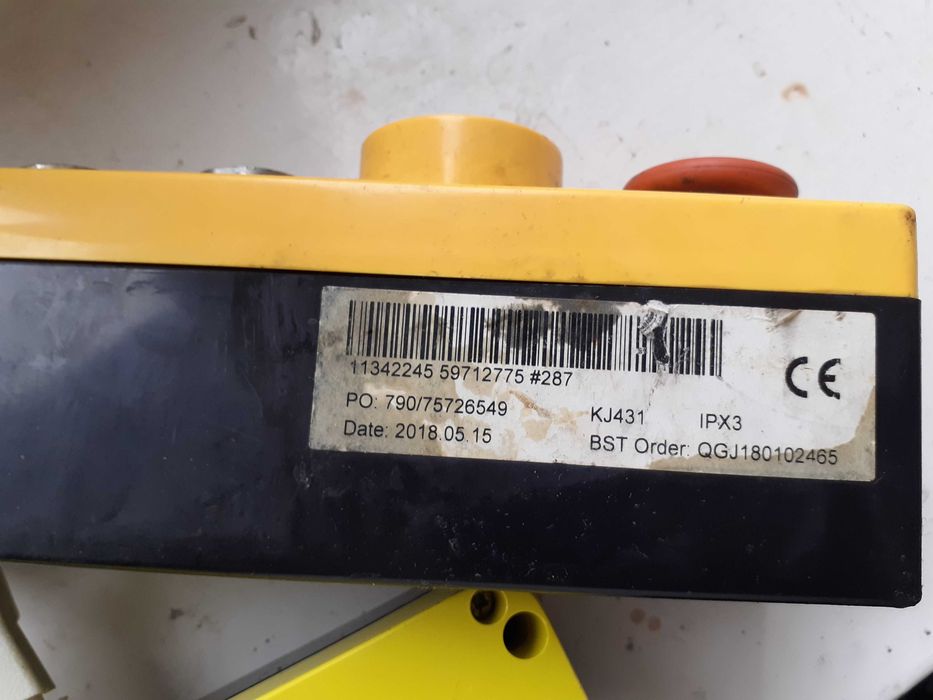 11342245 59712775 #287
PO: 790/75726549 KJ431 IPX3
Date: 2018.05.15 BST Order: QGJ180102465
CE